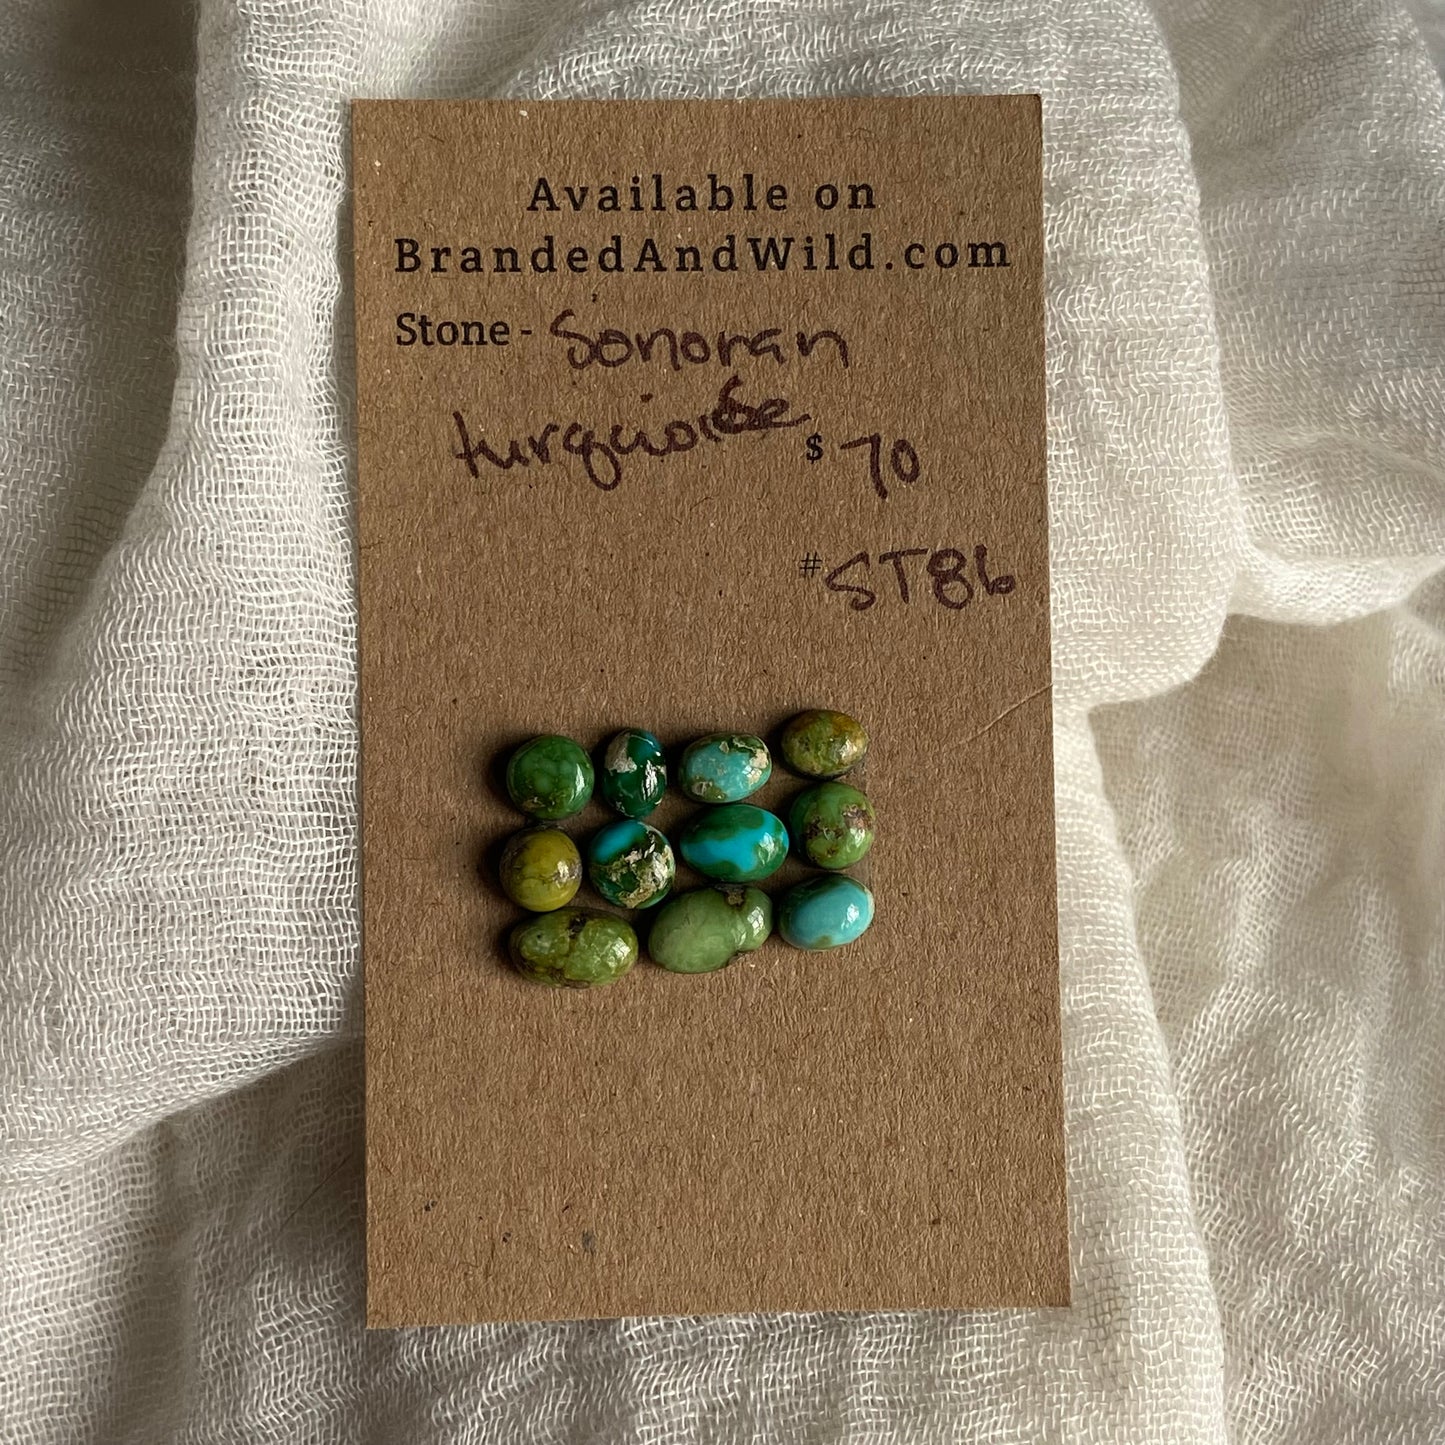 Available on
BrandedAndWild.com
Stone - Sonoran
turquoise $ 70
#ST86